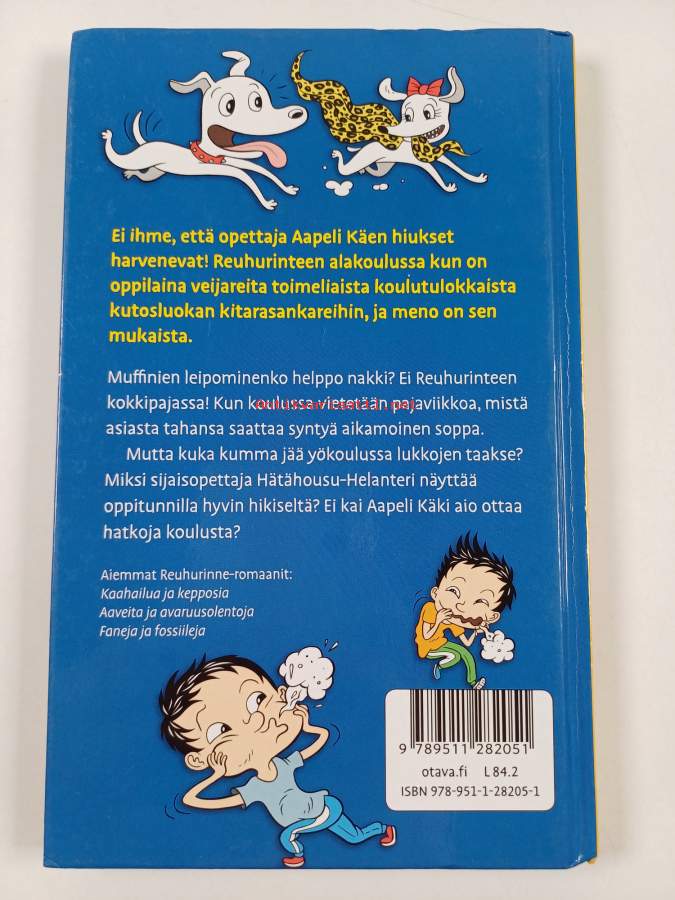 Ei ihme, että opettaja Aapeli Käen hiukset
harvenevat! Reuhurinteen alakoulussa kun on
oppilaina veijareita toimeliaista koulutulokkaista
kutosluokan kitarasankareihin, ja meno on sen
mukaista.
Muffinien leipominenko helppo nakki? Ei Reuhurinteen
kokkipajassa! Kun koulussa vietetään pajaviikkoa, mistä
asiasta tahansa saattaa syntyä aikamoinen soppa.
Mutta kuka kumma jää yökoulussa lukkojen taakse?
Miksi sijaisopettaja Hätähousu-Helanteri näyttää
oppitunnilla hyvin hikiseltä? Ei kai Aapeli Käki aio ottaa
hatkoja koulusta?
Aiemmat Reuhurinne-romaanit:
Kaahailua ja kepposia
Aaveita ja avaruusolentoja
Faneja ja fossiileja
9 789511 282051
otava.fi L 84.2
ISBN 978-951-1-28205-1